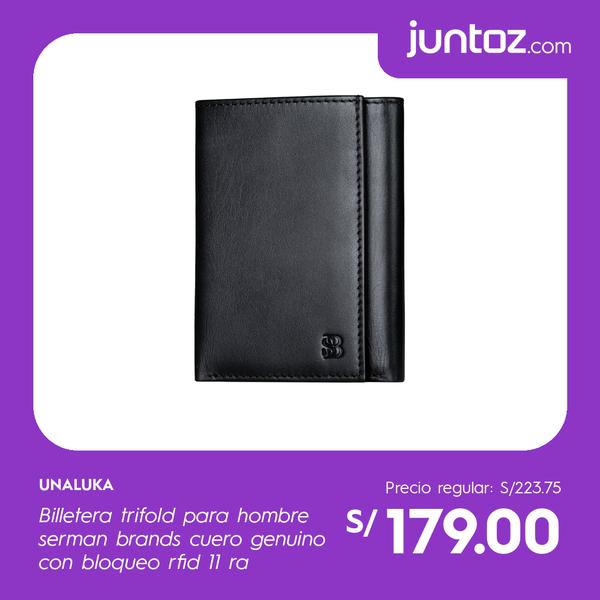 juntoz.com
SB
UNALUKA
Billetera trifold para hombre
serman brands cuero genuino
con bloqueo rfid 11 ra
Precio regular: S/223.75
S/179.00